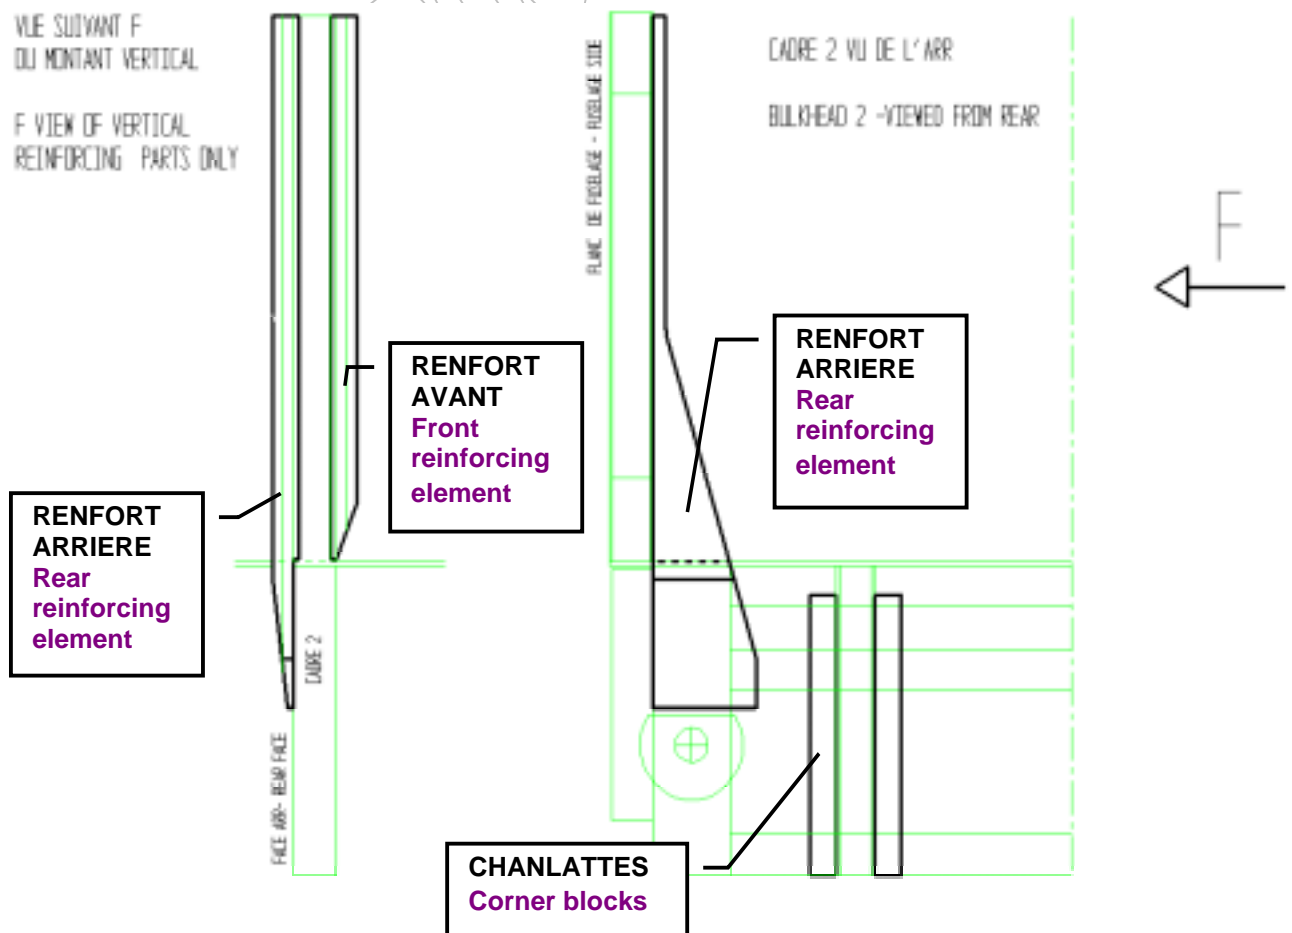 VUE SUIVANT F
DU MONTANT VERTICAL
F VIEW OF VERTICAL
REINFORCING PARTS ONLY
FLANC DE FUSELAGE - FUSELAGE SIDE
CADRE 2 VU DE L'ARR
BULKHEAD 2 -VIEWED FROM REAR
F
RENFORT
AVANT
Front
reinforcing
element
RENFORT
ARRIERE
Rear
reinforcing
element
RENFORT
ARRIERE
Rear
reinforcing
element
CADRE 2
FACE ARR- REAR FACE
CHANLATTES
Corner blocks